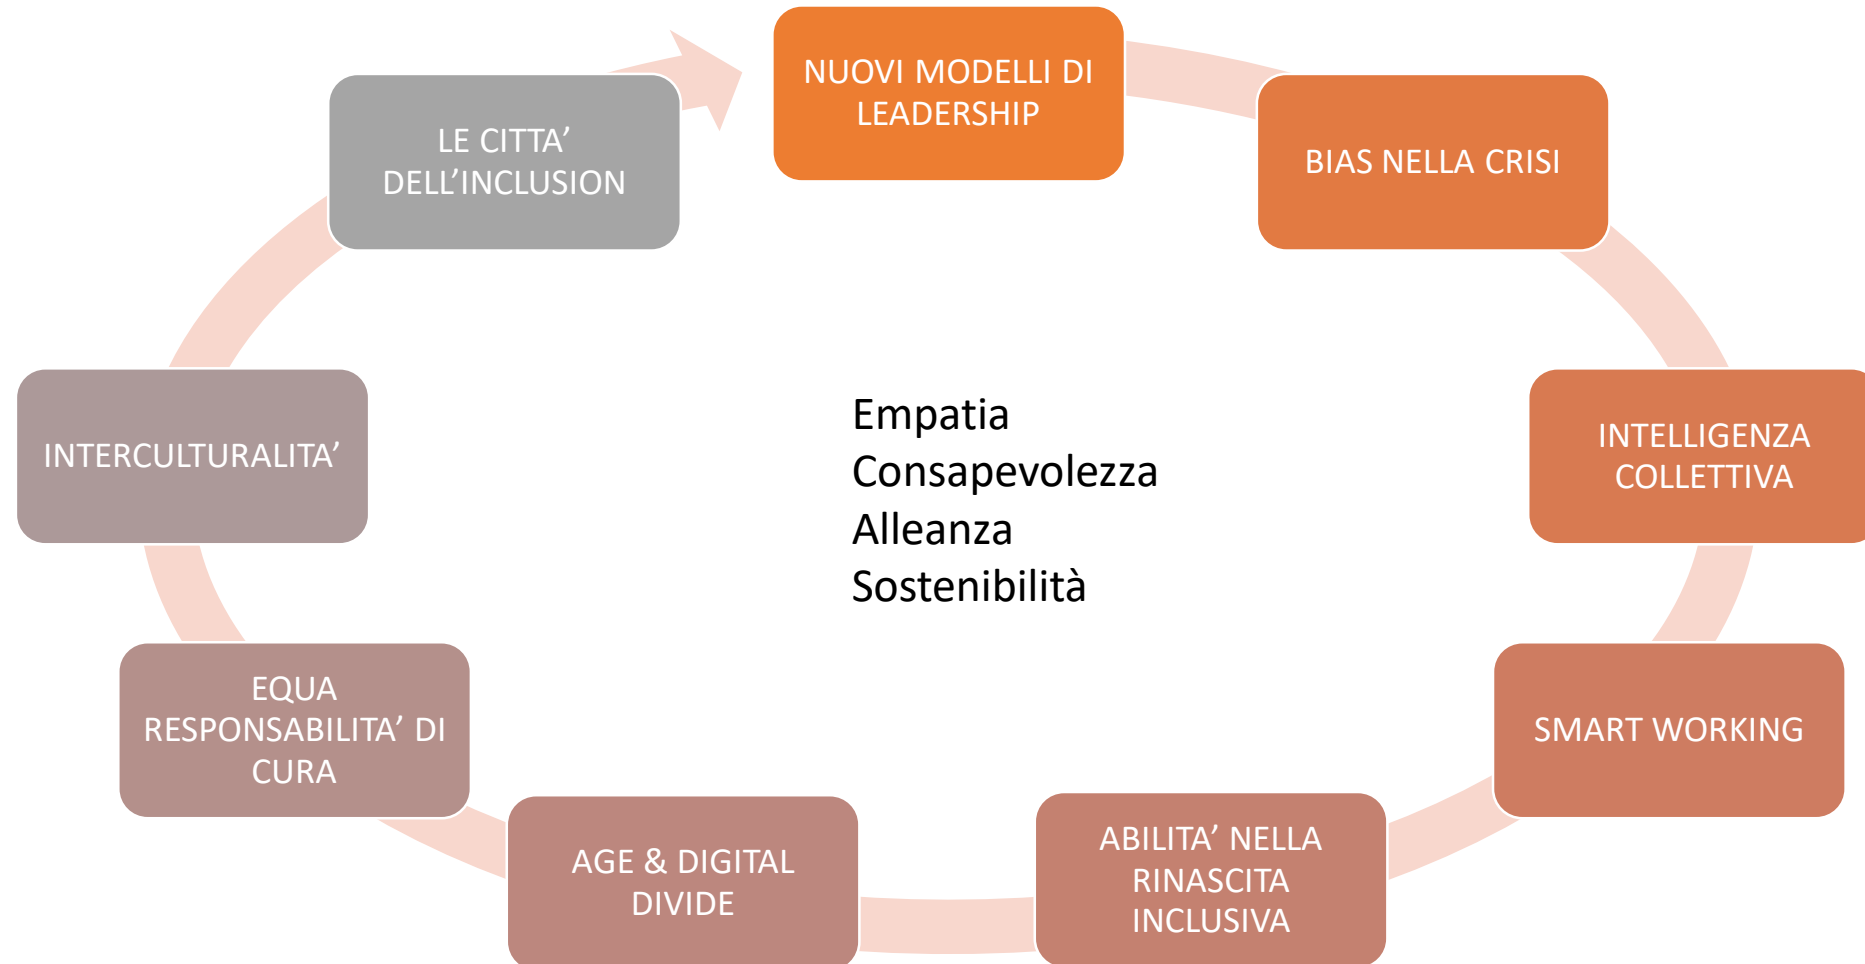 NUOVI MODELLI DI
LEADERSHIP
BIAS NELLA CRISI
INTELLIGENZA
COLLETTIVA
SMART WORKING
ABILITA’ NELLA
RINASCITA
INCLUSIVA
AGE & DIGITAL
DIVIDE
EQUA
RESPONSABILITA’ DI
CURA
INTERCULTURALITA’
LE CITTA’
DELL’INCLUSION
Empatia
Consapevolezza
Alleanza
Sostenibilità